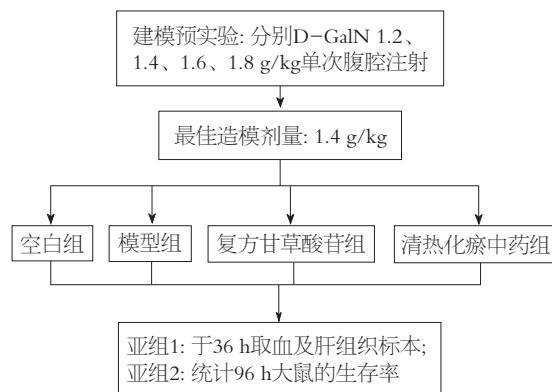 建模预实验: 分别D-GalN 1.2、
1.4、1.6、1.8 g/kg单次腹腔注射
最佳造模剂量: 1.4 g/kg
空白组
模型组
复方甘草酸苷组
清热化瘀中药组
亚组1: 于36 h取血及肝组织标本;
亚组2: 统计96 h大鼠的生存率